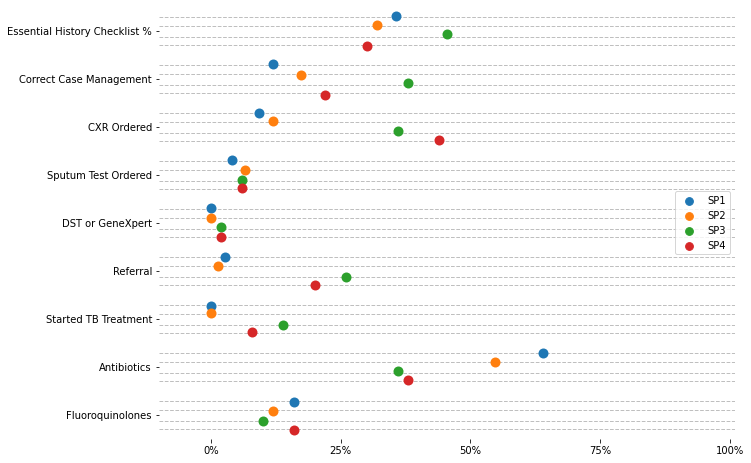 Essential History Checklist %
Correct Case Management
CXR Ordered
Sputum Test Ordered
DST or GeneXpert
Referral
Started TB Treatment
Antibiotics
Fluoroquinolones
SP1
SP2
SP3
SP4
0% 25% 50% 75% 100%